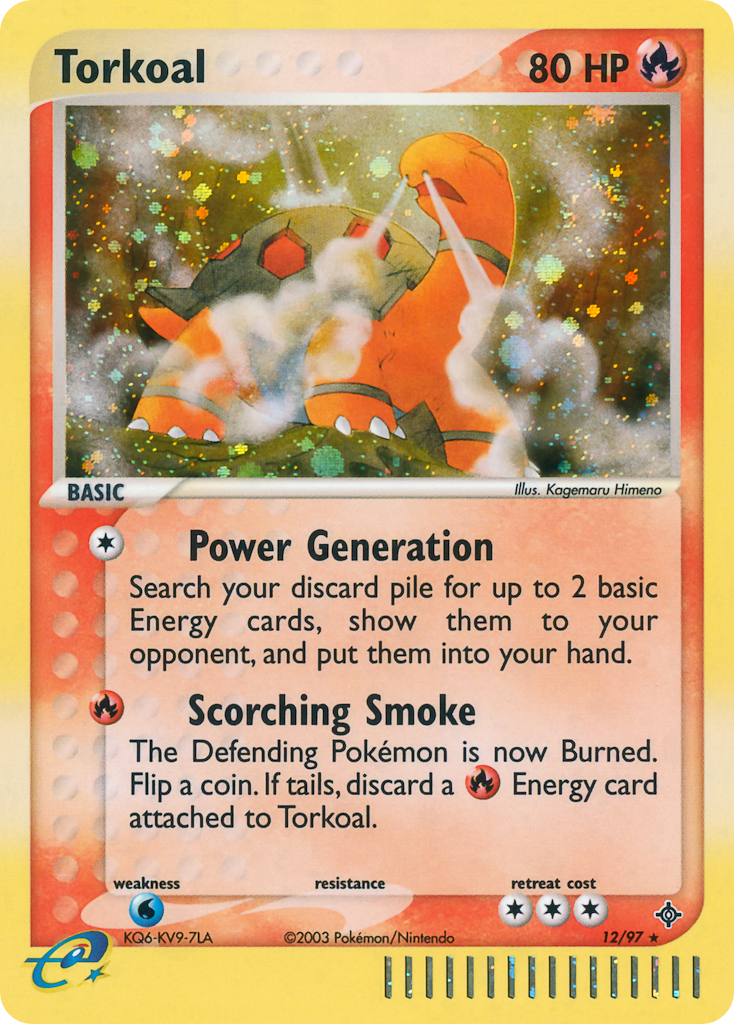 Torkoal 80 HP
BASIC
Illus. Kagemaru Himeno
Power Generation
Search your discard pile for up to 2 basic
Energy cards, show them to your
opponent, and put them into your hand.
Scorching Smoke
The Defending Pokémon is now Burned.
Flip a coin. If tails, discard a Energy card
attached to Torkoal.
weakness resistance retreat cost
KQ6-KV9-7LA ©2003 Pokémon/Nintendo 12/97 ★
e